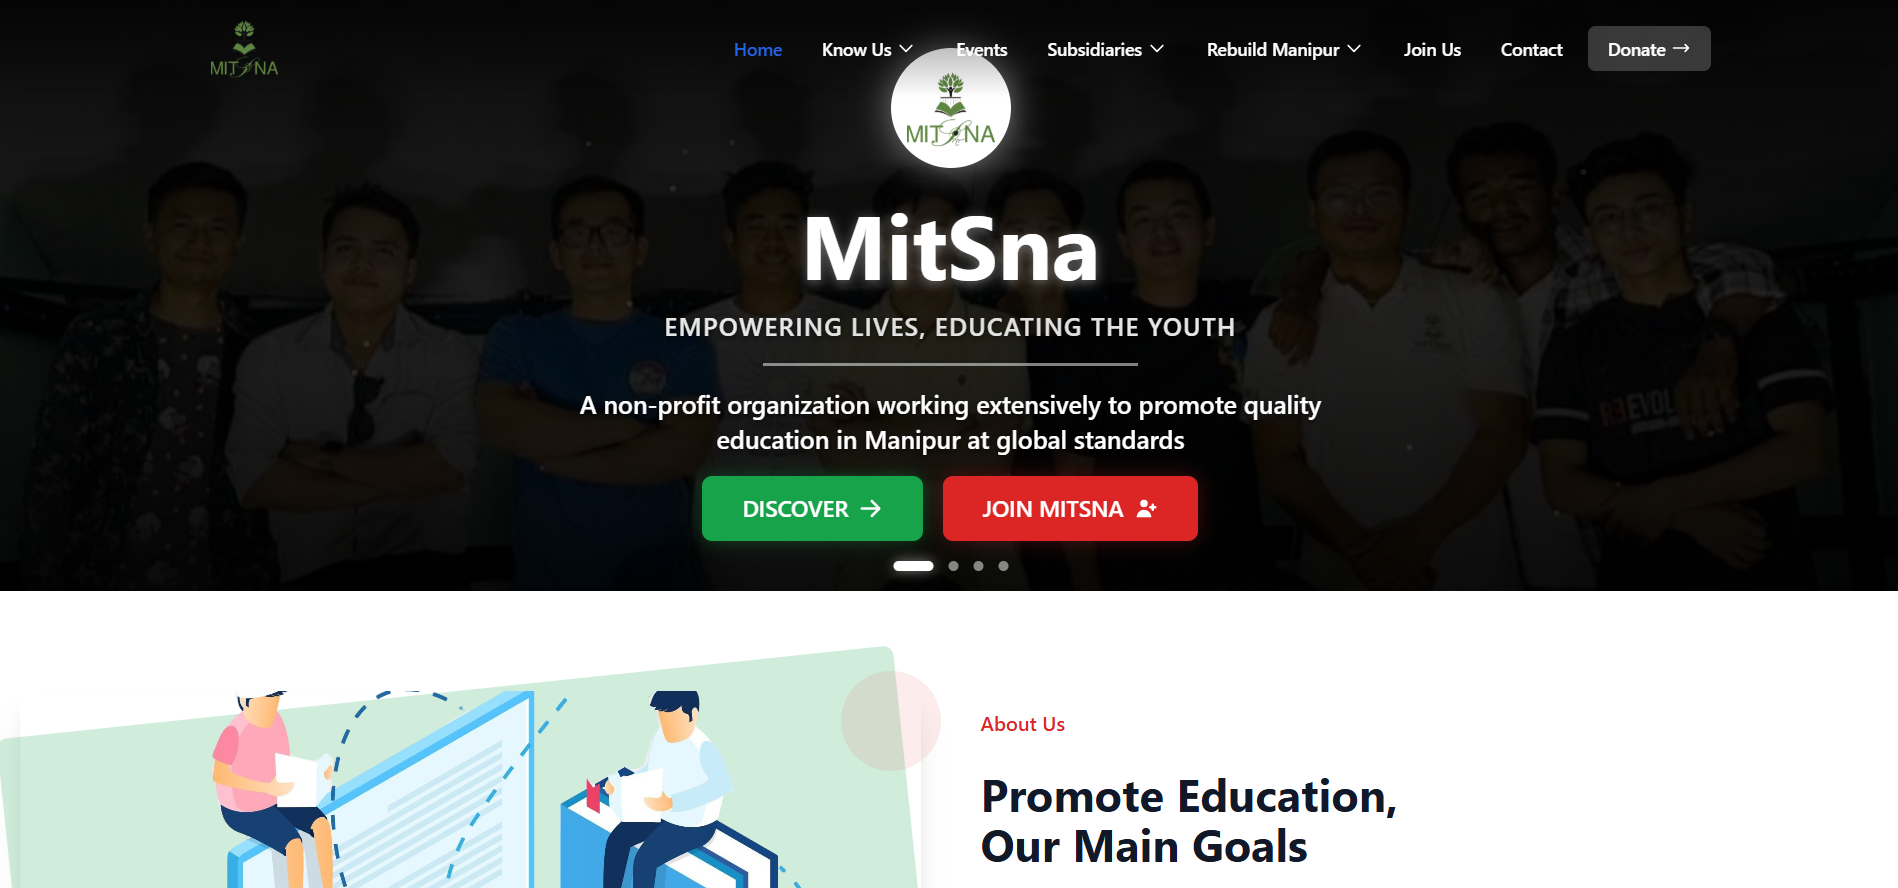 MITSNA
Home
Know Us
Events
Subsidiaries
Rebuild Manipur
Join Us
Contact
Donate
MITSNA
MitSna
EMPOWERING LIVES, EDUCATING THE YOUTH
A non-profit organization working extensively to promote quality
education in Manipur at global standards
DISCOVER
JOIN MITSNA
About Us
Promote Education,
Our Main Goals